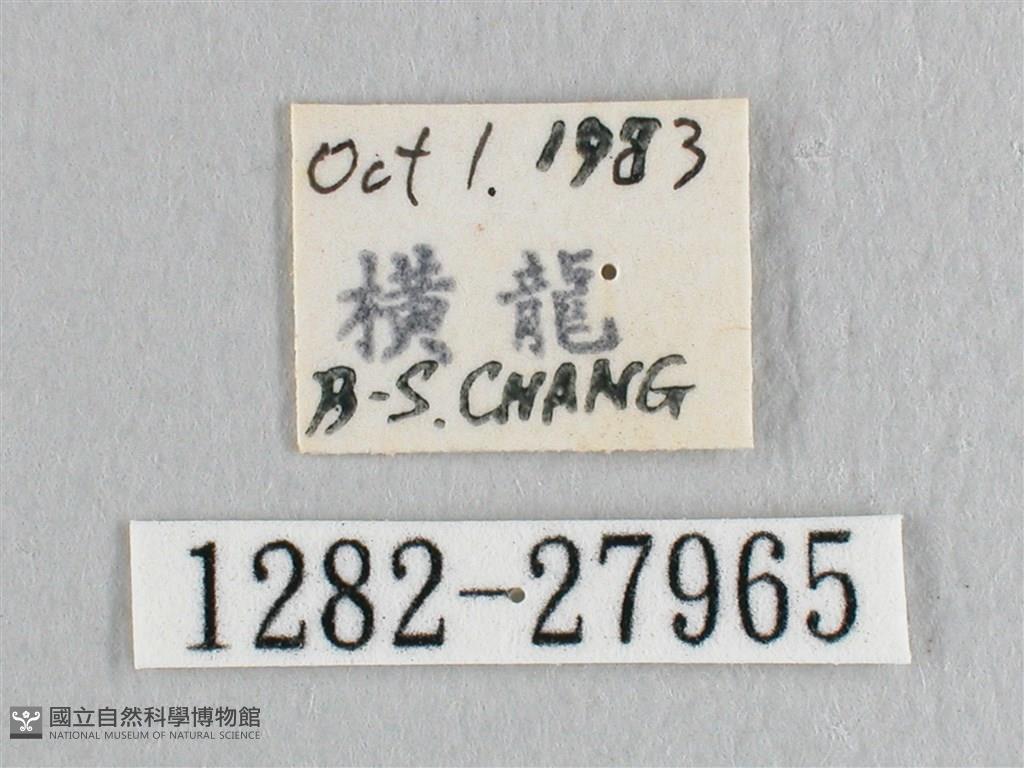 Oct 1. 1983
橫龍
B-S. CHANG
1282-27965
國立自然科學博物館
NATIONAL MUSEUM OF NATURAL SCIENCE